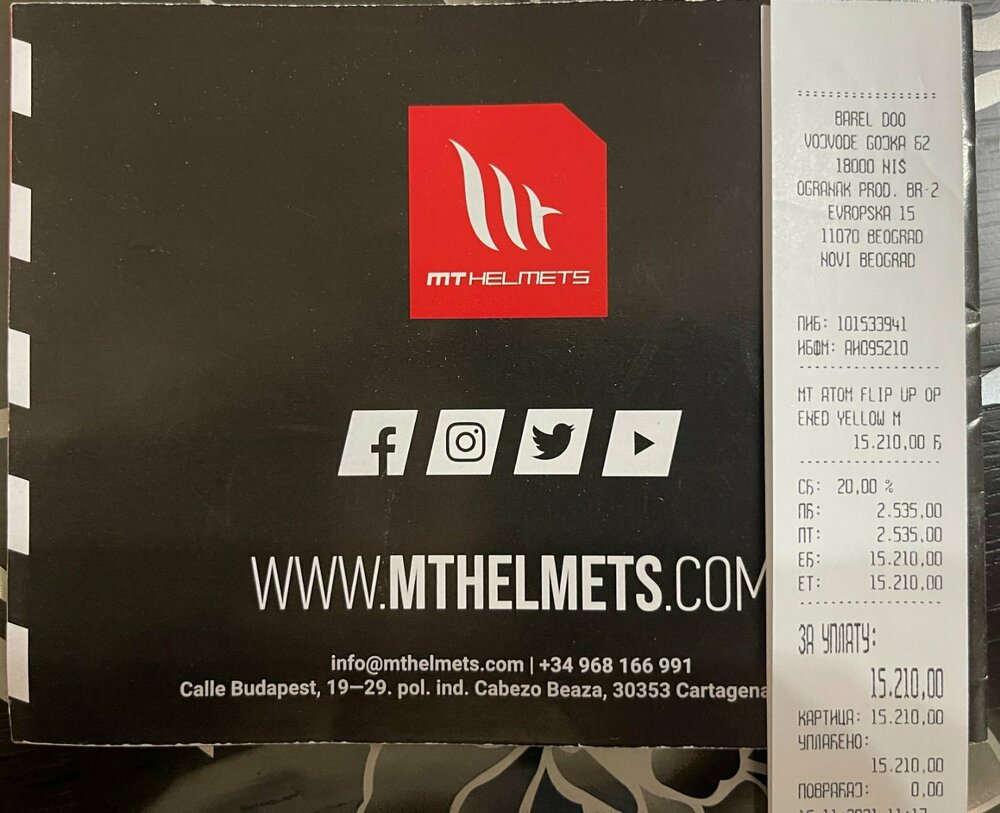 MT HELMETS
WWW.MTHELMETS.COM
info@mthelmets.com | +34 968 166 991
Calle Budapest, 19—29. pol. ind. Cabezo Beaza, 30353 Cartagena
BAREL DOO
VOJVODE GOJKA 62
18000 NIŠ
OGRANAK PROD. BR-2
EVROPSKA 15
11070 BEOGRAD
NOVI BEOGRAD
ПИБ: 101533941
ИБФМ: АИ095210
MT ATOM FLIP UP OP
ENED YELLOW M
15.210,00 Ђ
СЂ: 20,00 %
ПЂ: 2.535,00
ПТ: 2.535,00
ЕЂ: 15.210,00
ЕТ: 15.210,00
ЗА УПЛАТУ:
15.210,00
КАРТИЦА: 15.210,00
УПЛАЋЕНО:
15.210,00
ПОВРАЋАЈ: 0,00